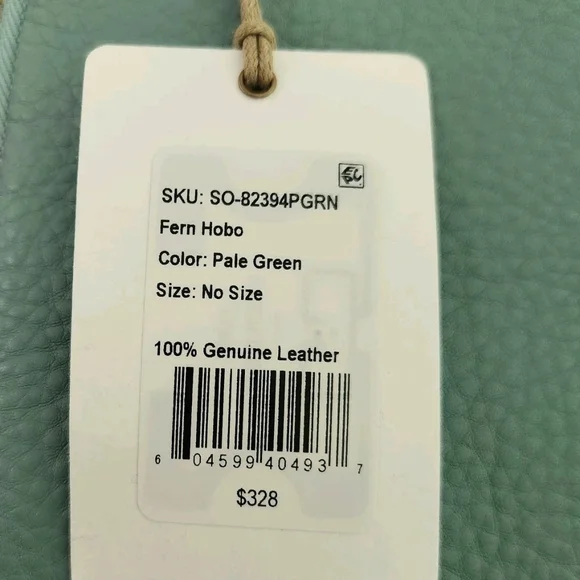 SKU: SO-82394PGRN
Fern Hobo
Color: Pale Green
Size: No Size
100% Genuine Leather
6 04599 40493 7
$328